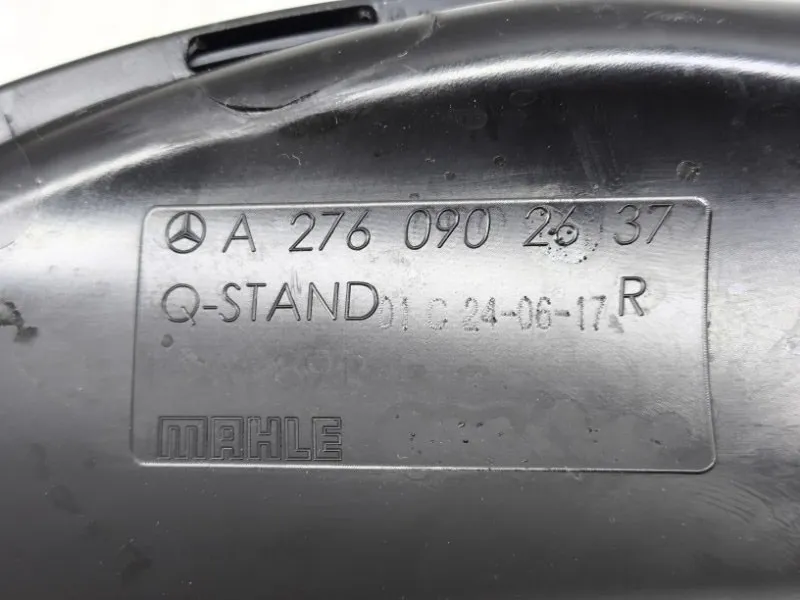 A 276 090 26 37
Q-STAND 01 C 24-06-17 R
MAHLE